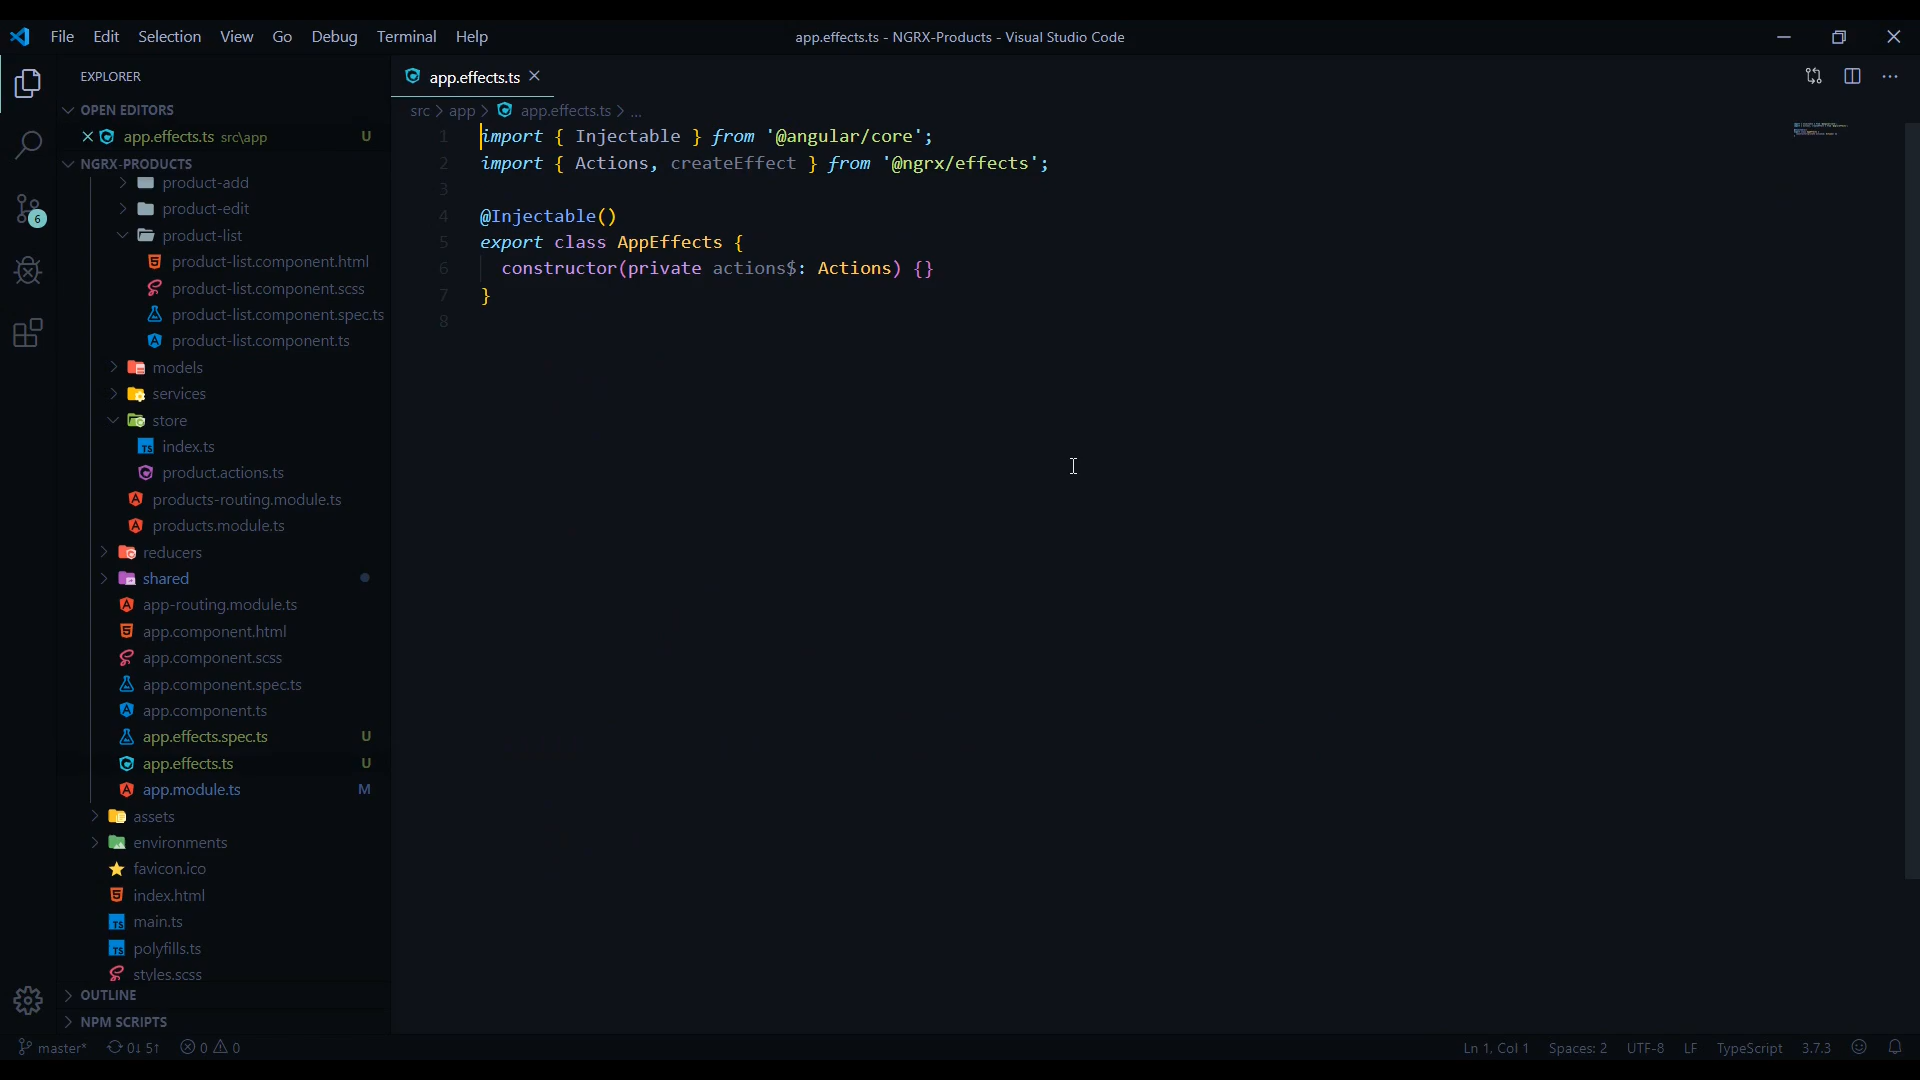 File Edit Selection View Go Debug Terminal Help
app.effects.ts - NGRX-Products - Visual Studio Code
EXPLORER
OPEN EDITORS
app.effects.ts src\app U
NGRX-PRODUCTS
product-add
product-edit
product-list
product-list.component.html
product-list.component.scss
product-list.component.spec.ts
product-list.component.ts
models
services
store
index.ts
product.actions.ts
products-routing.module.ts
products.module.ts
reducers
shared
app-routing.module.ts
app.component.html
app.component.scss
app.component.spec.ts
app.component.ts
app.effects.spec.ts U
app.effects.ts U
app.module.ts M
assets
environments
favicon.ico
index.html
main.ts
polyfills.ts
styles.scss
OUTLINE
NPM SCRIPTS
6
app.effects.ts
src > app > app.effects.ts > ...
1 import { Injectable } from '@angular/core';
2 import { Actions, createEffect } from '@ngrx/effects';
3
4 @Injectable()
5 export class AppEffects {
6 constructor(private actions$: Actions) {}
7 }
8
master* 0↓ 5↑ 0 0
Ln 1, Col 1 Spaces: 2 UTF-8 LF TypeScript 3.7.3